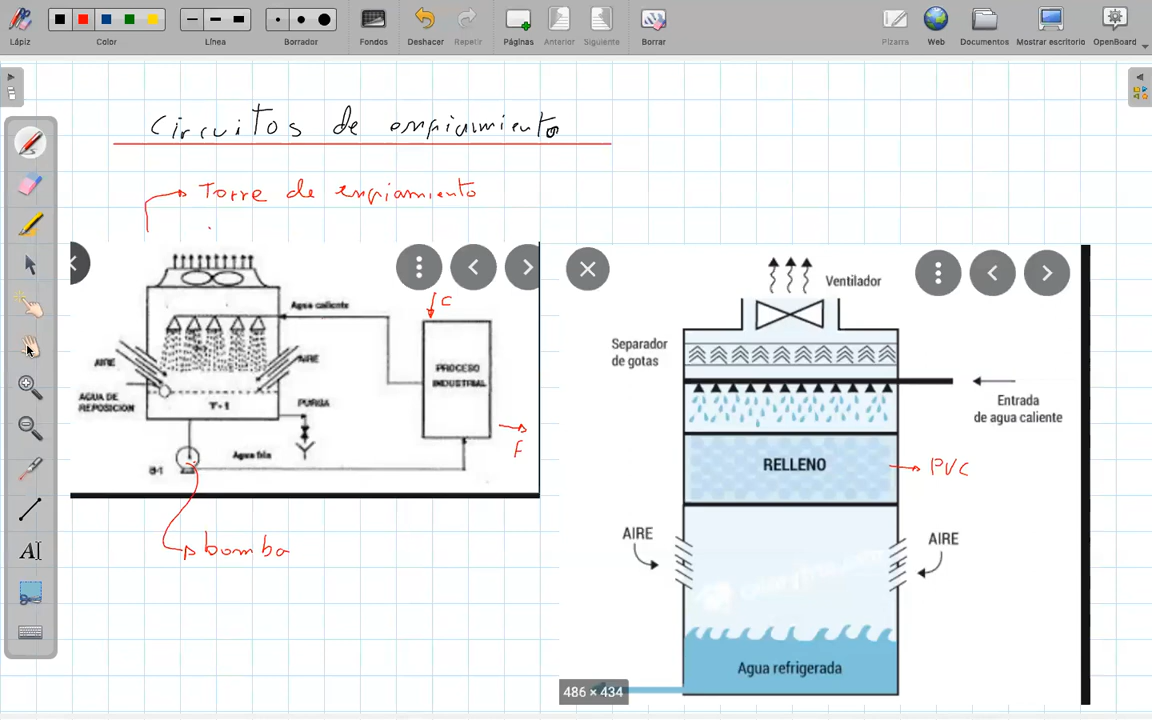 Lápiz
Color
Línea
Borrador
Fondos
Deshacer
Repetir
Páginas
Anterior
Siguiente
Borrar
Pizarra
Web
Documentos
Mostrar escritorio
OpenBoard
Circuitos de enfriamiento
Torre de enfriamiento
Agua caliente
C
AIRE
AIRE
PROCESO
INDUSTRIAL
AGUA DE
REPOSICIÓN
T-1
PURGA
F
B-1
Agua fría
bomba
Ventilador
Separador
de gotas
Entrada
de agua caliente
RELLENO
PVC
AIRE
AIRE
Agua refrigerada
486 × 434
AI